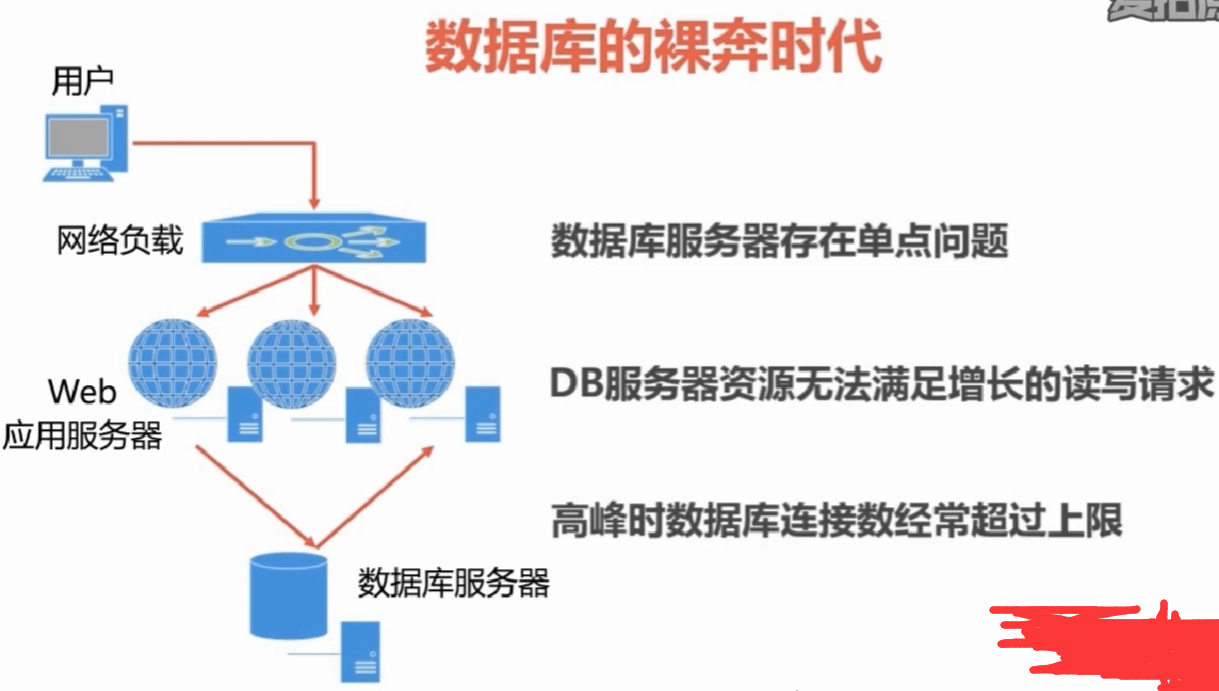 数据库的裸奔时代
用户
网络负载
数据库服务器存在单点问题
Web
应用服务器
DB服务器资源无法满足增长的读写请求
高峰时数据库连接数经常超过上限
数据库服务器